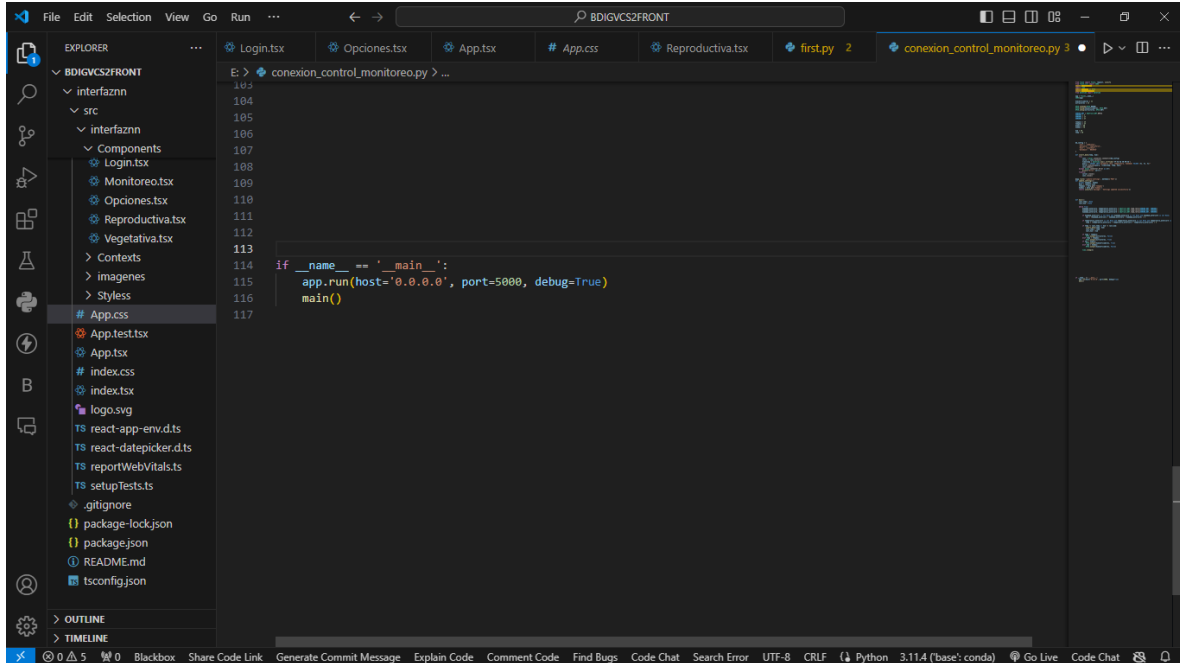 File Edit Selection View Go Run ··· ← → BDIGVCS2FRONT
EXPLORER ···
Login.tsx Opciones.tsx App.tsx # App.css Reproductiva.tsx first.py 2 conexion_control_monitoreo.py 3
E: > conexion_control_monitoreo.py > ...
BDIGVCS2FRONT
interfaznn
src
interfaznn
Components
Login.tsx
Monitoreo.tsx
Opciones.tsx
Reproductiva.tsx
Vegetativa.tsx
> Contexts
> imagenes
> Styless
# App.css
App.test.tsx
App.tsx
# index.css
index.tsx
logo.svg
TS react-app-env.d.ts
TS react-datepicker.d.ts
TS reportWebVitals.ts
TS setupTests.ts
.gitignore
{} package-lock.json
{} package.json
README.md
tsconfig.json
> OUTLINE
> TIMELINE
1
103
104
105
106
107
108
109
110
111
112
113
114 if __name__ == '__main__':
115 app.run(host='0.0.0.0', port=5000, debug=True)
116 main()
117
0 5 0 Blackbox Share Code Link Generate Commit Message Explain Code Comment Code Find Bugs Code Chat Search Error UTF-8 CRLF Python 3.11.4 ('base': conda) Go Live Code Chat